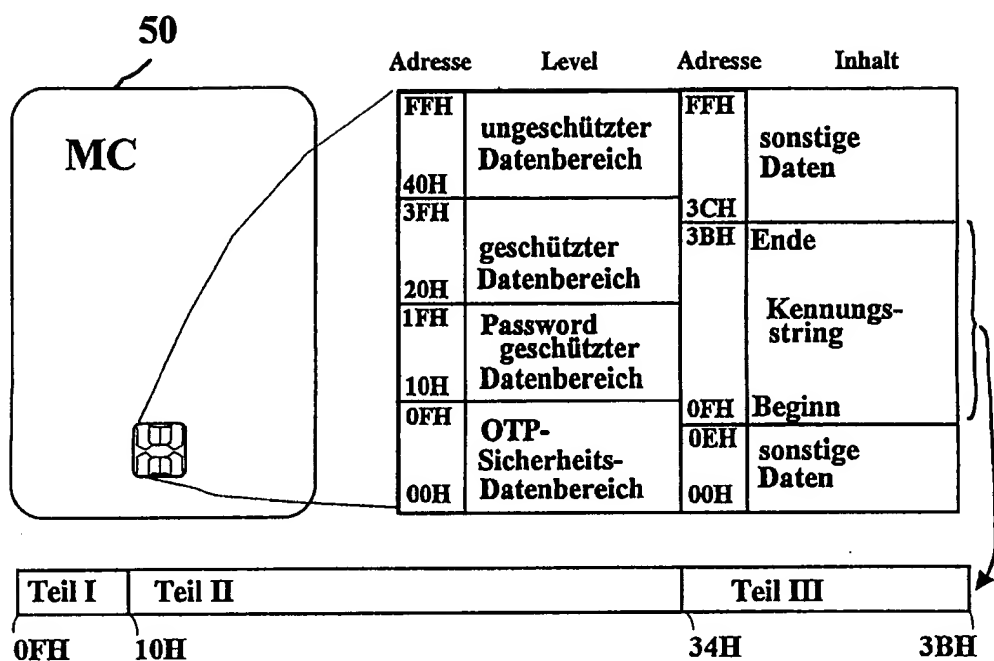 50
MC
Adresse Level Adresse Inhalt
FFH
ungeschützter
Datenbereich
40H
3FH
geschützter
Datenbereich
20H
1FH
Password
geschützter
Datenbereich
10H
0FH
OTP-
Sicherheits-
Datenbereich
00H
FFH
sonstige
Daten
3CH
3BH Ende
Kennungs-
string
0FH Beginn
0EH
sonstige
Daten
00H
Teil I Teil II Teil III
0FH 10H 34H 3BH